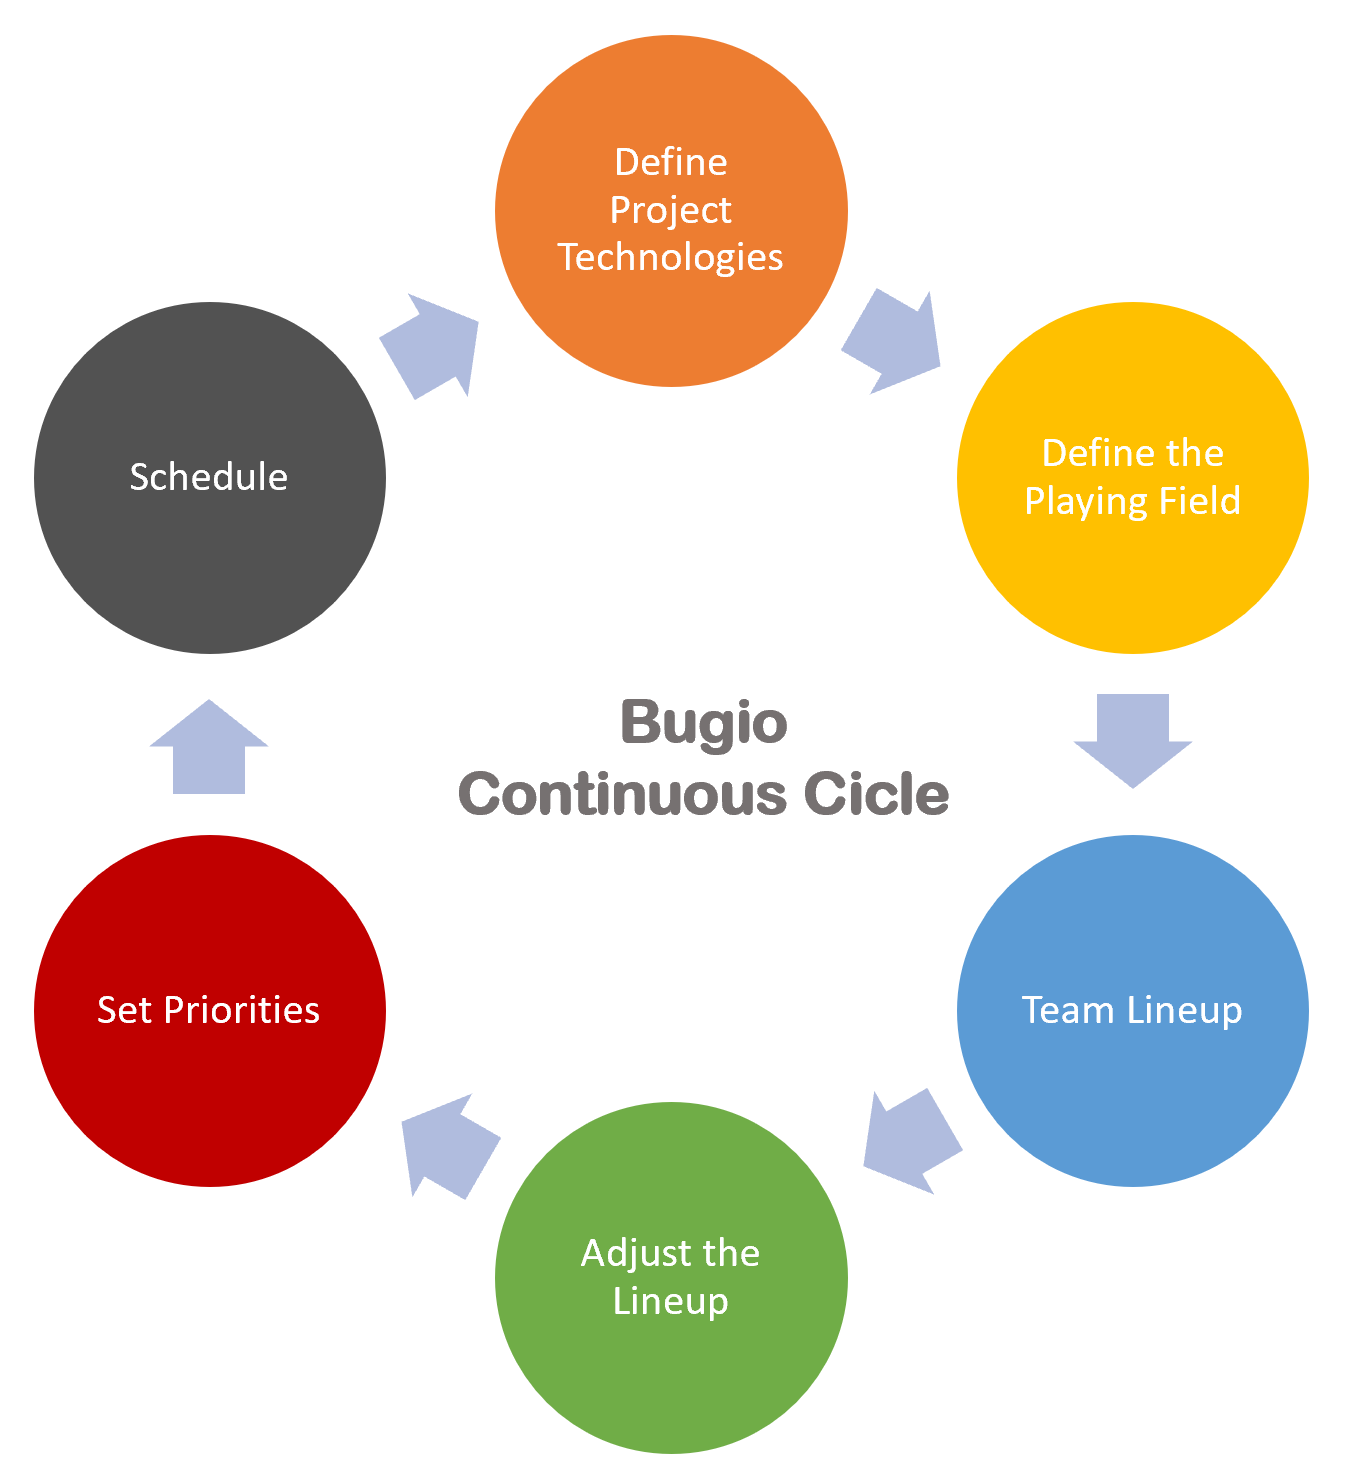 Define
Project
Technologies
Define the
Playing Field
Team Lineup
Adjust the
Lineup
Set Priorities
Schedule
Bugio
Continuous Cicle